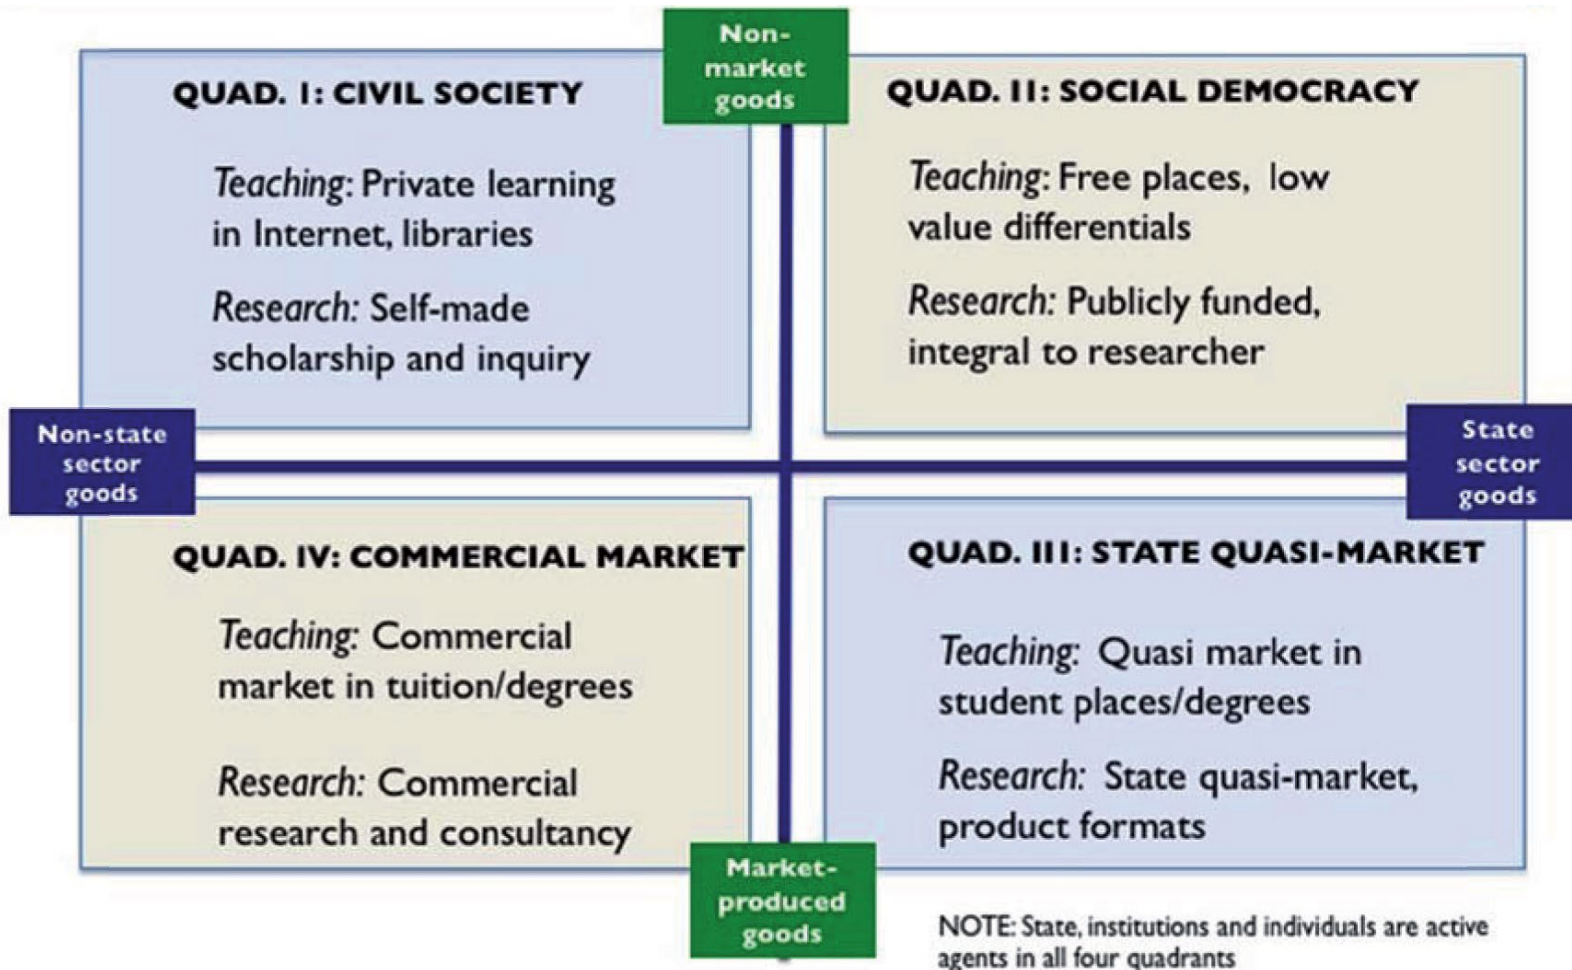 Non-
market
goods
QUAD. I: CIVIL SOCIETY
Teaching: Private learning
in Internet, libraries
Research: Self-made
scholarship and inquiry
QUAD. II: SOCIAL DEMOCRACY
Teaching: Free places, low
value differentials
Research: Publicly funded,
integral to researcher
Non-state
sector
goods
State
sector
goods
QUAD. IV: COMMERCIAL MARKET
Teaching: Commercial
market in tuition/degrees
Research: Commercial
research and consultancy
QUAD. III: STATE QUASI-MARKET
Teaching: Quasi market in
student places/degrees
Research: State quasi-market,
product formats
Market-
produced
goods
NOTE: State, institutions and individuals are active
agents in all four quadrants